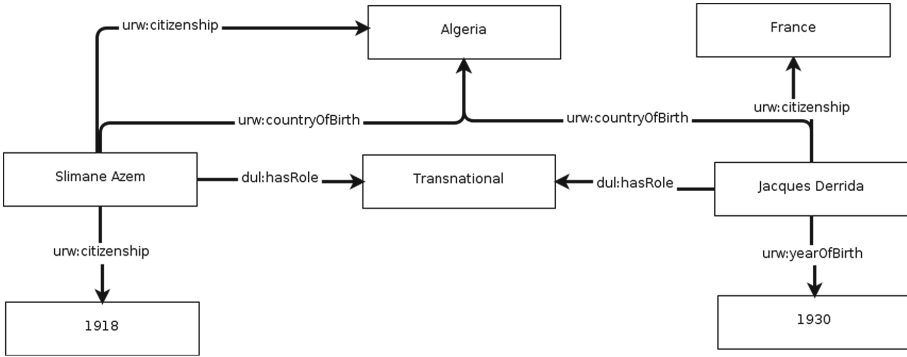 urw:citizenship
Algeria
France
urw:citizenship
urw:countryOfBirth
urw:countryOfBirth
Slimane Azem
dul:hasRole
Transnational
dul:hasRole
Jacques Derrida
urw:citizenship
urw:yearOfBirth
1918
1930